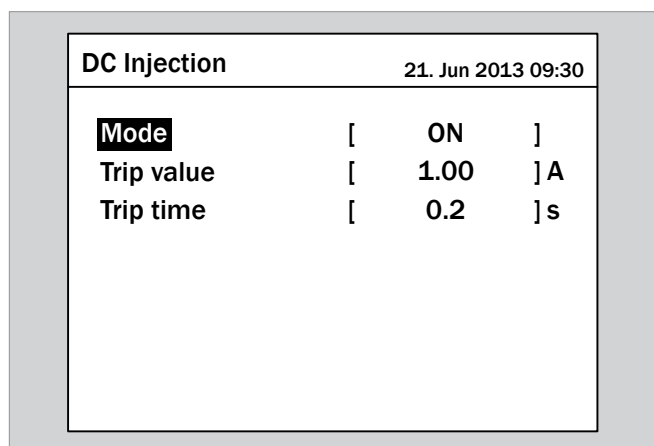 DC Injection 21. Jun 2013 09:30
Mode [ ON ]
Trip value [ 1.00 ] A
Trip time [ 0.2 ] s